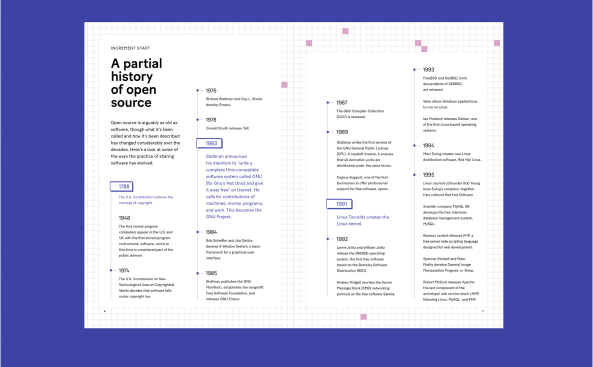 INCREMENT STAFF
A partial
history
of open
source
Open source is arguably as old as
software, though what it's been
called and how it's been described
has changed considerably over the
decades. Here's a look at some of
the ways the practice of sharing
software has evolved.
1788
The U.S. Constitution outlines the
concept of copyright.
1948
The first stored program
computers appear in the U.S. and
UK with the first stored program
instructions: software, which at
this time is considered part of the
public domain.
1974
The U.S. Commission on New
Technological Uses of Copyrighted
Works decides that software falls
under copyright law.
1976
Richard Stallman and Guy L. Steele
develop Emacs.
1978
Donald Knuth releases TeX.
1983
Stallman announces
his intention to "write a
complete Unix-compatible
software system called GNU
(for Gnu's Not Unix) and give
it away free" on Usenet. He
calls for contributions of
machines, money, programs,
and work. This becomes the
GNU Project.
1984
Bob Scheifler and Jim Gettys
develop X Window System, a basic
framework for a graphical user
interface.
1985
Stallman publishes the GNU
Manifesto, establishes the nonprofit
Free Software Foundation, and
releases GNU Emacs.
1987
The GNU Compiler Collection
(GCC) is released.
1989
Stallman writes the first version of
the GNU General Public License
(GPL). A copyleft license, it ensures
that all derivative works are
distributed under the same terms.
Cygnus Support, one of the first
businesses to offer professional
support for free software, opens.
1991
Linus Torvalds creates the
Linux kernel.
1992
Lynne Jolitz and William Jolitz
release the 386BSD operating
system, the first free software
based on the Berkeley Software
Distribution (BSD).
Andrew Tridgell rewrites the Server
Message Block (SMB) networking
protocol as the free software Samba.
1993
FreeBSD and NetBSD, both
descendants of 386BSD,
are released.
Wine allows Windows applications
to run on Linux.
Ian Murdock releases Debian, one
of the first Linux-based operating
systems.
1994
Marc Ewing creates new Linux
distribution software, Red Hat Linux.
1995
Linux Journal cofounder Bob Young
buys Ewing's company; together
they cofound Red Hat Software.
Swedish company MySQL AB
develops the free relational
database management system,
MySQL.
Rasmus Lerdorf releases PHP, a
free server-side scripting language
designed for web development.
Spencer Kimball and Peter
Mattis develop General Image
Manipulation Program, or Gimp.
Robert McCool releases Apache,
the last component of the
archetypal web service stack LAMP,
following Linux, MySQL, and PHP.